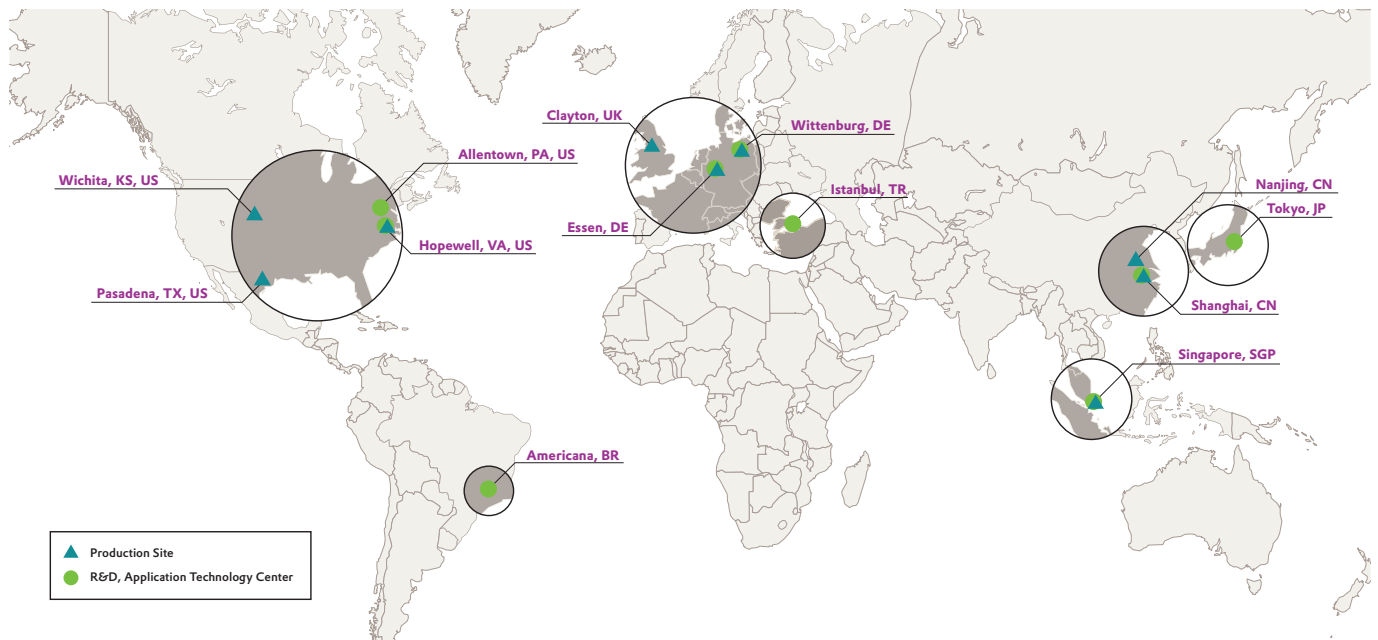 Clayton, UK
Wittenburg, DE
Allentown, PA, US
Wichita, KS, US
Istanbul, TR
Nanjing, CN
Tokyo, JP
Essen, DE
Hopewell, VA, US
Pasadena, TX, US
Shanghai, CN
Singapore, SGP
Americana, BR
Production Site
R&D, Application Technology Center